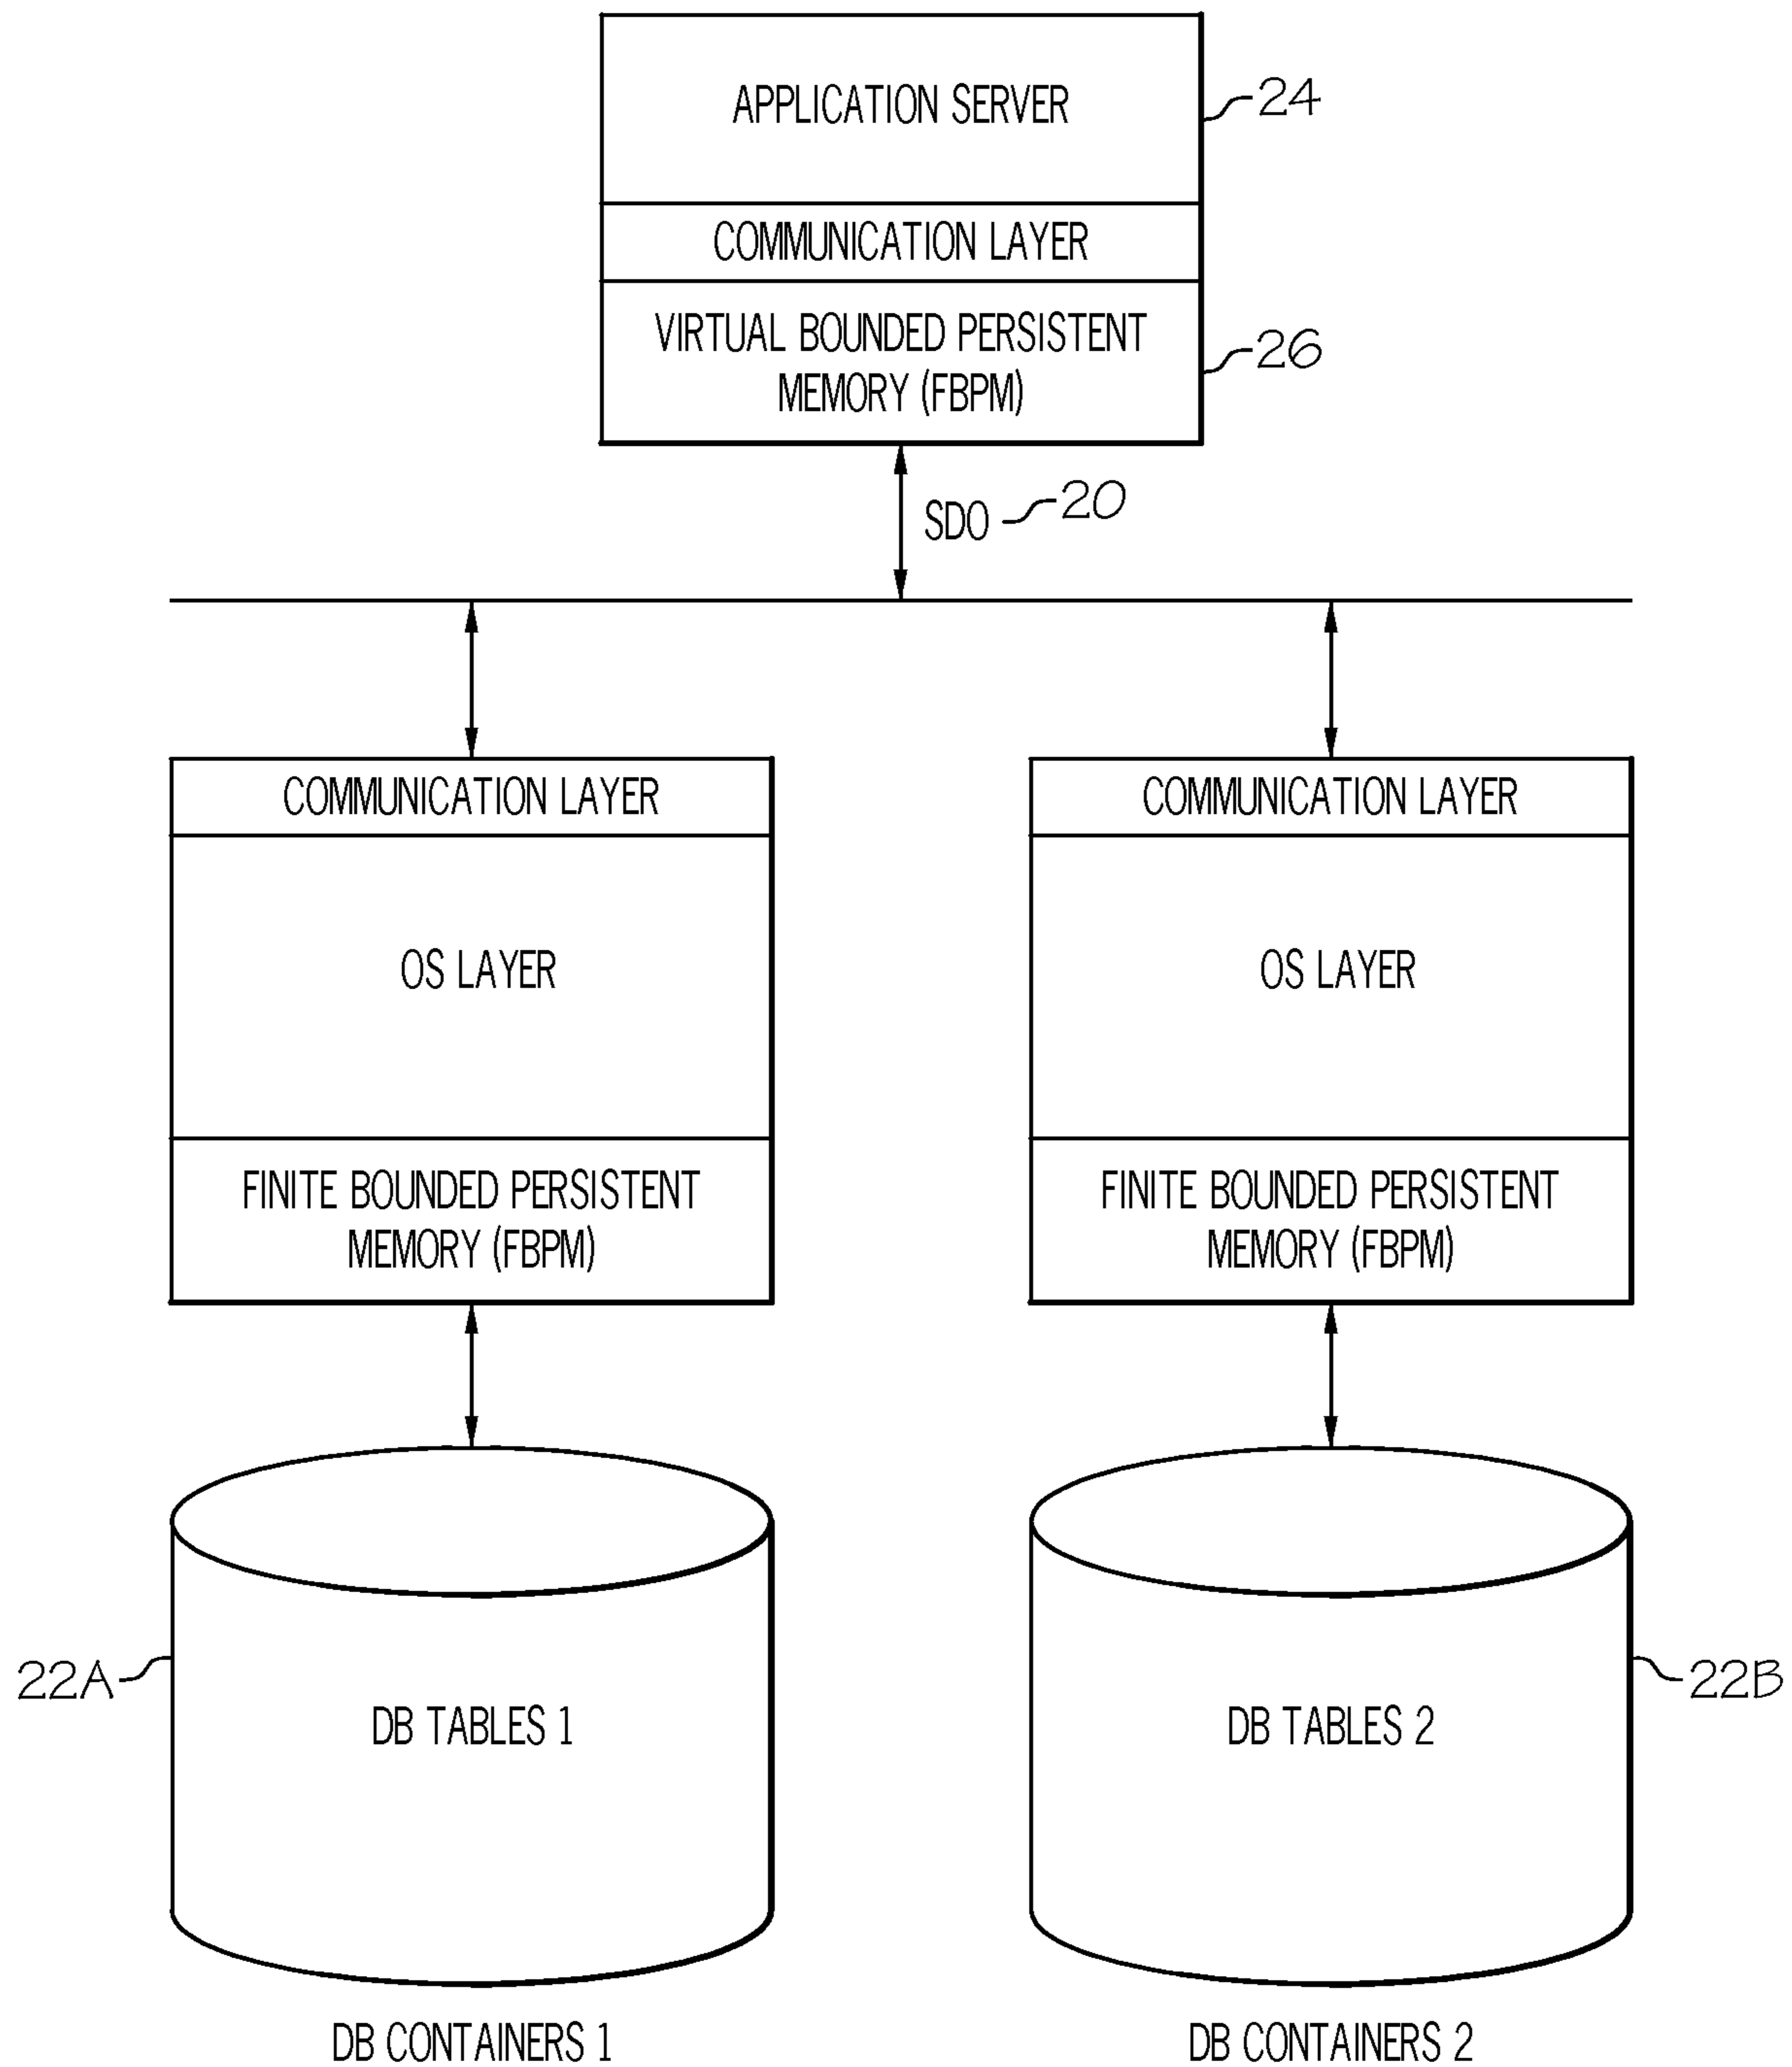 APPLICATION SERVER
24
COMMUNICATION LAYER
VIRTUAL BOUNDED PERSISTENT
MEMORY (FBPM)
26
SDO
20
COMMUNICATION LAYER
OS LAYER
FINITE BOUNDED PERSISTENT
MEMORY (FBPM)
COMMUNICATION LAYER
OS LAYER
FINITE BOUNDED PERSISTENT
MEMORY (FBPM)
22A
DB TABLES 1
DB CONTAINERS 1
22B
DB TABLES 2
DB CONTAINERS 2